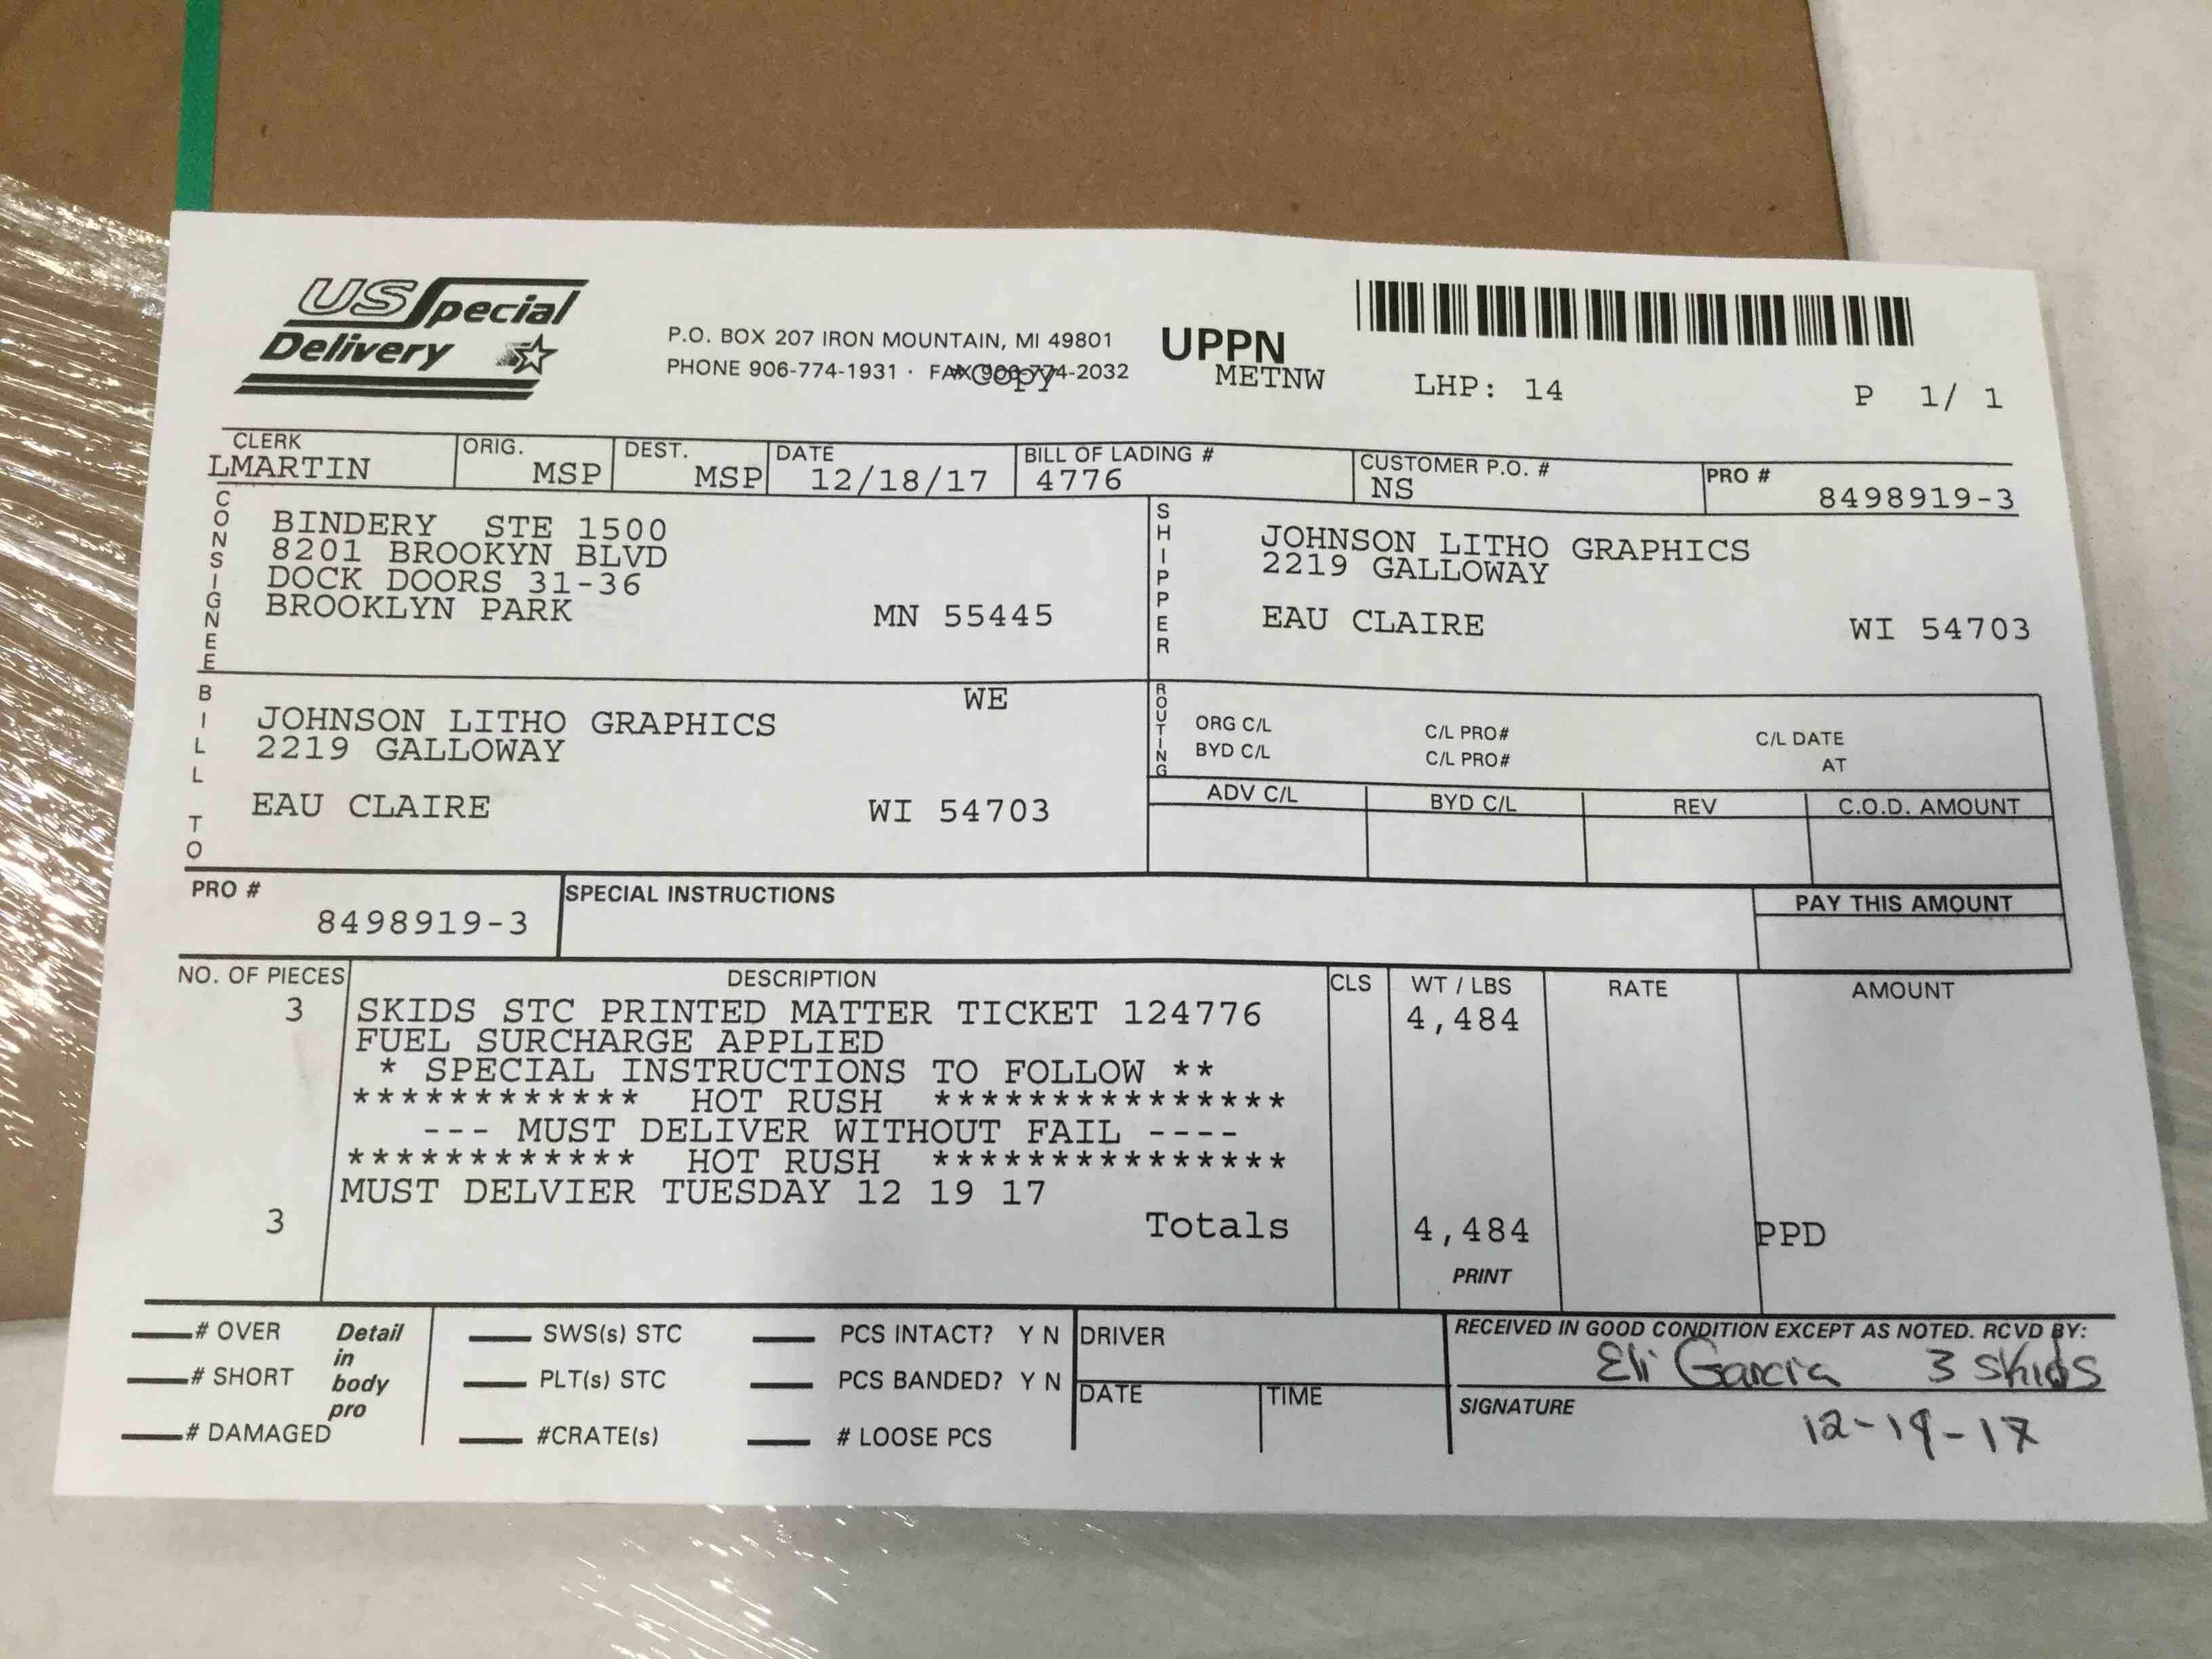 US Special
Delivery
P.O. BOX 207 IRON MOUNTAIN, MI 49801
PHONE 906-774-1931 · FAX 906-774-2032
*Copy*
UPPN
METNW
LHP: 14
P 1/ 1
CLERK
LMARTIN
ORIG.
MSP
DEST.
MSP
DATE
12/18/17
BILL OF LADING #
4776
CUSTOMER P.O. #
NS
PRO #
8498919-3
CONSIGNEE
BINDERY STE 1500
8201 BROOKYN BLVD
DOCK DOORS 31-36
BROOKLYN PARK MN 55445
SHIPPER
JOHNSON LITHO GRAPHICS
2219 GALLOWAY
EAU CLAIRE WI 54703
BILL TO
WE
JOHNSON LITHO GRAPHICS
2219 GALLOWAY
EAU CLAIRE WI 54703
ROUTING
ORG C/L C/L PRO# C/L DATE
BYD C/L C/L PRO# AT
ADV C/L BYD C/L REV C.O.D. AMOUNT
PRO #
8498919-3
SPECIAL INSTRUCTIONS
PAY THIS AMOUNT
NO. OF PIECES DESCRIPTION CLS WT / LBS RATE AMOUNT
3 SKIDS STC PRINTED MATTER TICKET 124776 4,484
FUEL SURCHARGE APPLIED
* SPECIAL INSTRUCTIONS TO FOLLOW **
************ HOT RUSH ***************
--- MUST DELIVER WITHOUT FAIL ----
************ HOT RUSH ***************
MUST DELVIER TUESDAY 12 19 17
3 Totals 4,484 PPD
PRINT
# OVER
# SHORT
# DAMAGED
Detail
in
body
pro
SWS(s) STC
PLT(s) STC
#CRATE(s)
PCS INTACT? Y N
PCS BANDED? Y N
# LOOSE PCS
DRIVER
DATE
TIME
RECEIVED IN GOOD CONDITION EXCEPT AS NOTED. RCVD BY:
Eli Garcia 3 Skids
SIGNATURE
12-19-17